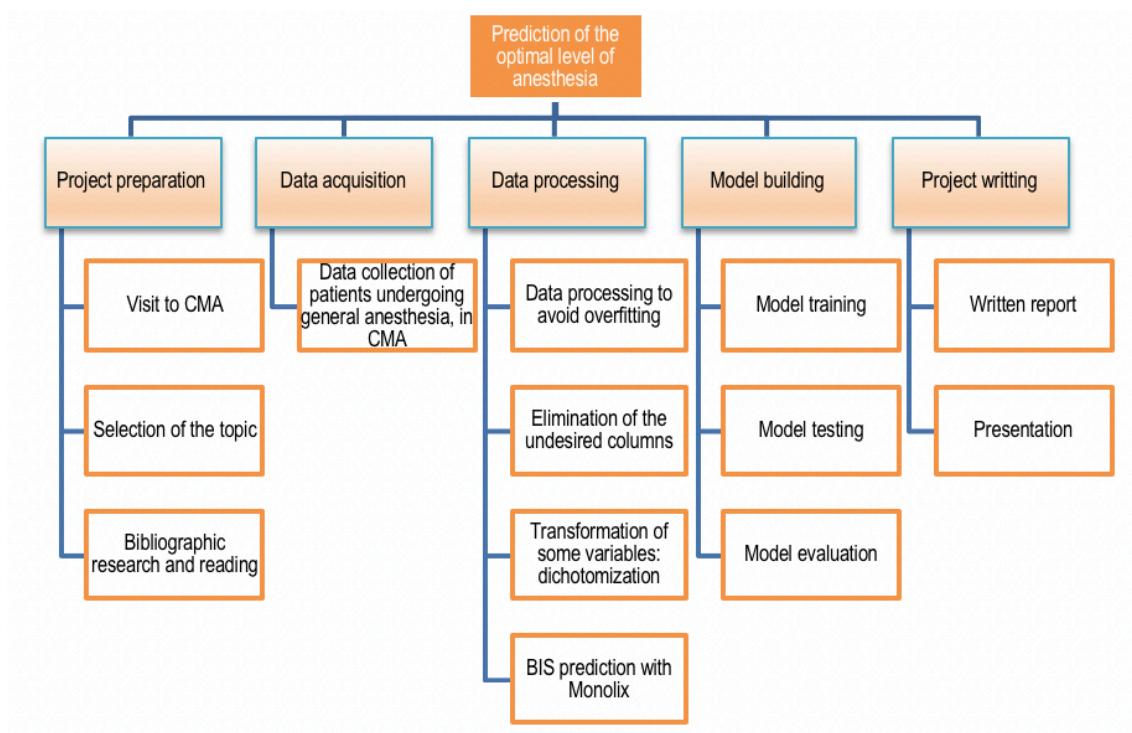 Prediction of the
optimal level of
anesthesia
Project preparation
Data acquisition
Data processing
Model building
Project writting
Visit to CMA
Selection of the topic
Bibliographic
research and reading
Data collection of
patients undergoing
general anesthesia, in
CMA
Data processing to
avoid overfitting
Elimination of the
undesired columns
Transformation of
some variables:
dichotomization
BIS prediction with
Monolix
Model training
Model testing
Model evaluation
Written report
Presentation